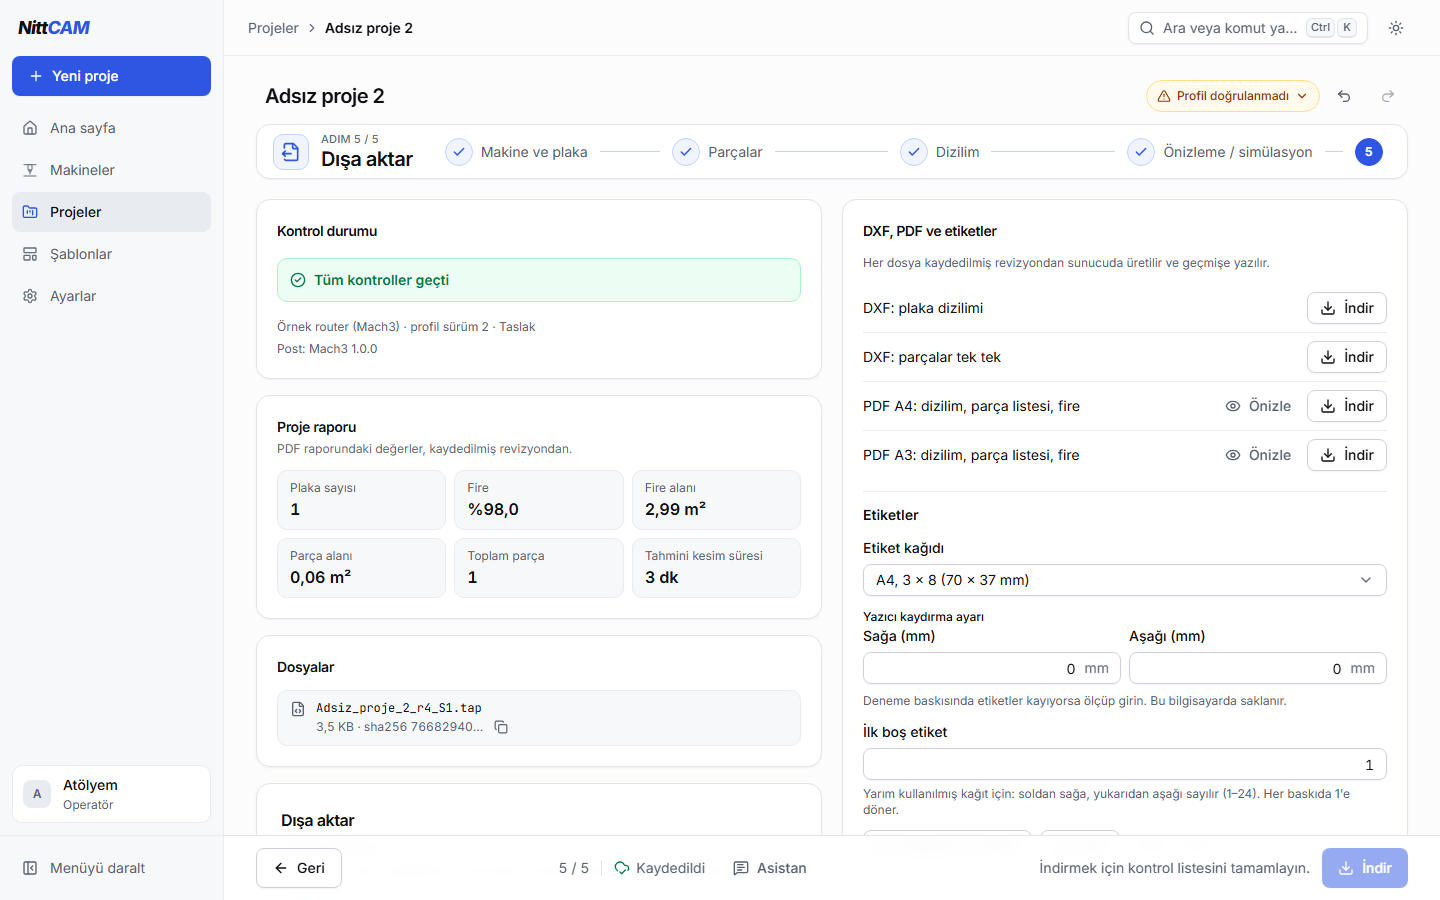 NittCAM
Projeler > Adsız proje 2
Ara veya komut ya... Ctrl K
Yeni proje
Ana sayfa
Makineler
Projeler
Şablonlar
Ayarlar
A
Atölyem
Operatör
Menüyü daralt
Adsız proje 2
Profil doğrulanmadı
ADIM 5 / 5
Dışa aktar
Makine ve plaka
Parçalar
Dizilim
Önizleme / simülasyon
5
Kontrol durumu
Tüm kontroller geçti
Örnek router (Mach3) · profil sürüm 2 · Taslak
Post: Mach3 1.0.0
Proje raporu
PDF raporundaki değerler, kaydedilmiş revizyondan.
Plaka sayısı
1
Fire
%98,0
Fire alanı
2,99 m²
Parça alanı
0,06 m²
Toplam parça
1
Tahmini kesim süresi
3 dk
Dosyalar
Adsiz_proje_2_r4_S1.tap
3,5 KB · sha256 76682940...
Dışa aktar
DXF, PDF ve etiketler
Her dosya kaydedilmiş revizyondan sunucuda üretilir ve geçmişe yazılır.
DXF: plaka dizilimi
İndir
DXF: parçalar tek tek
İndir
PDF A4: dizilim, parça listesi, fire
Önizle
İndir
PDF A3: dizilim, parça listesi, fire
Önizle
İndir
Etiketler
Etiket kağıdı
A4, 3 × 8 (70 × 37 mm)
Yazıcı kaydırma ayarı
Sağa (mm)
Aşağı (mm)
0 mm
0 mm
Deneme baskısında etiketler kayıyorsa ölçüp girin. Bu bilgisayarda saklanır.
İlk boş etiket
1
Yarım kullanılmış kağıt için: soldan sağa, yukarıdan aşağı sayılır (1–24). Her baskıda 1'e
döner.
Geri
5 / 5
Kaydedildi
Asistan
İndirmek için kontrol listesini tamamlayın.
İndir